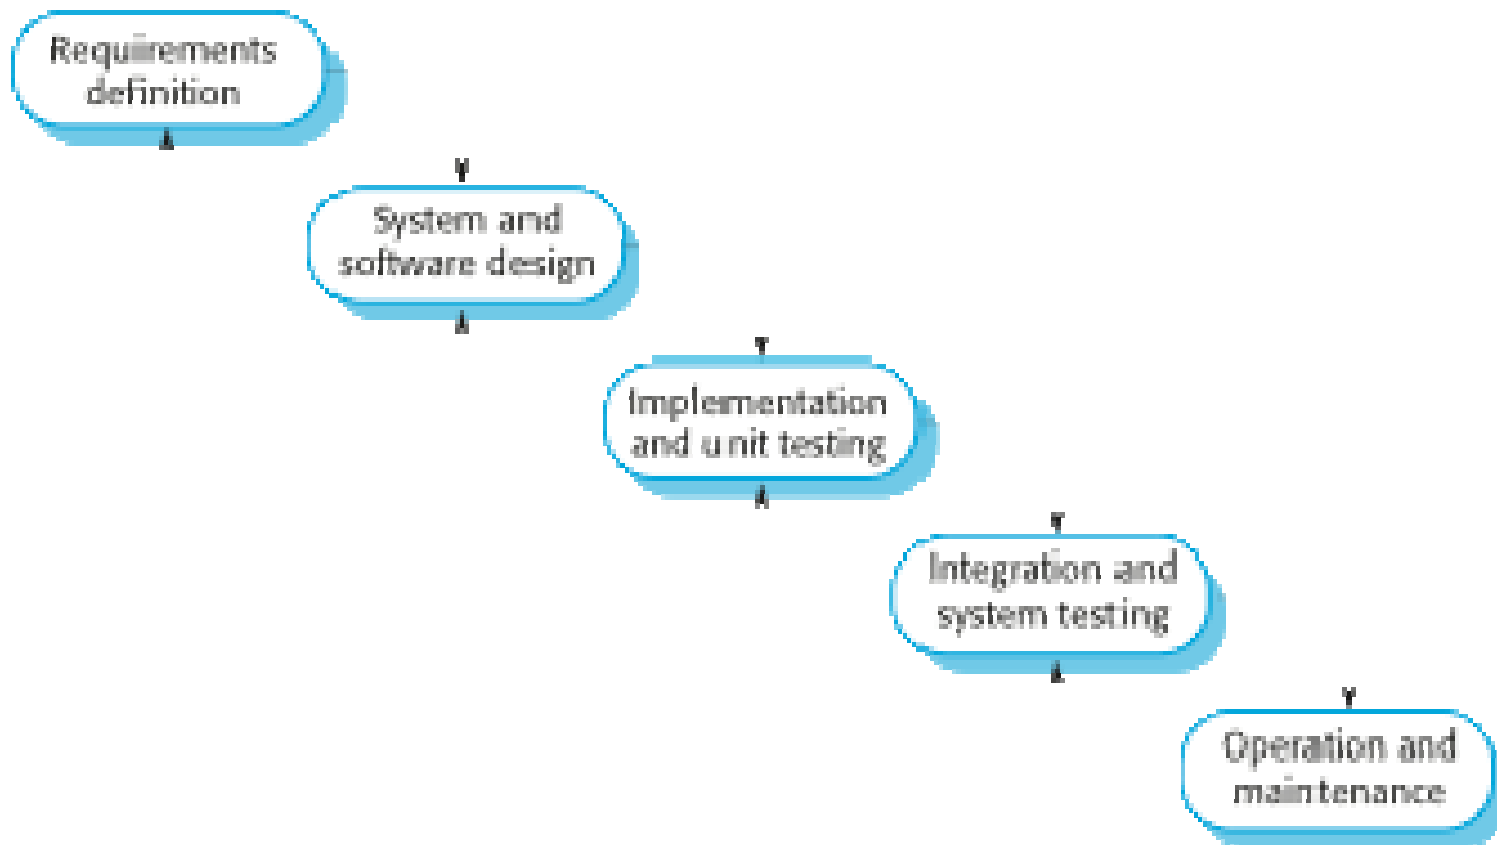 Requirements
definition
System and
software design
Implementation
and unit testing
Integration and
system testing
Operation and
maintenance